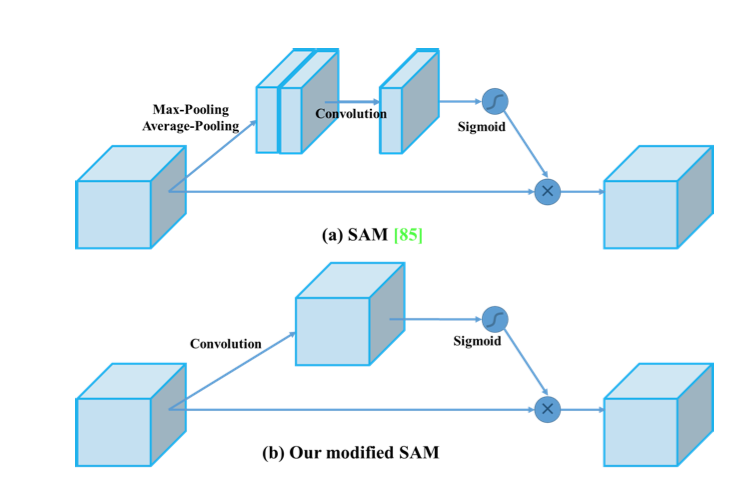 Max-Pooling
Average-Pooling
Convolution
Sigmoid
(a) SAM [85]
Convolution
Sigmoid
(b) Our modified SAM